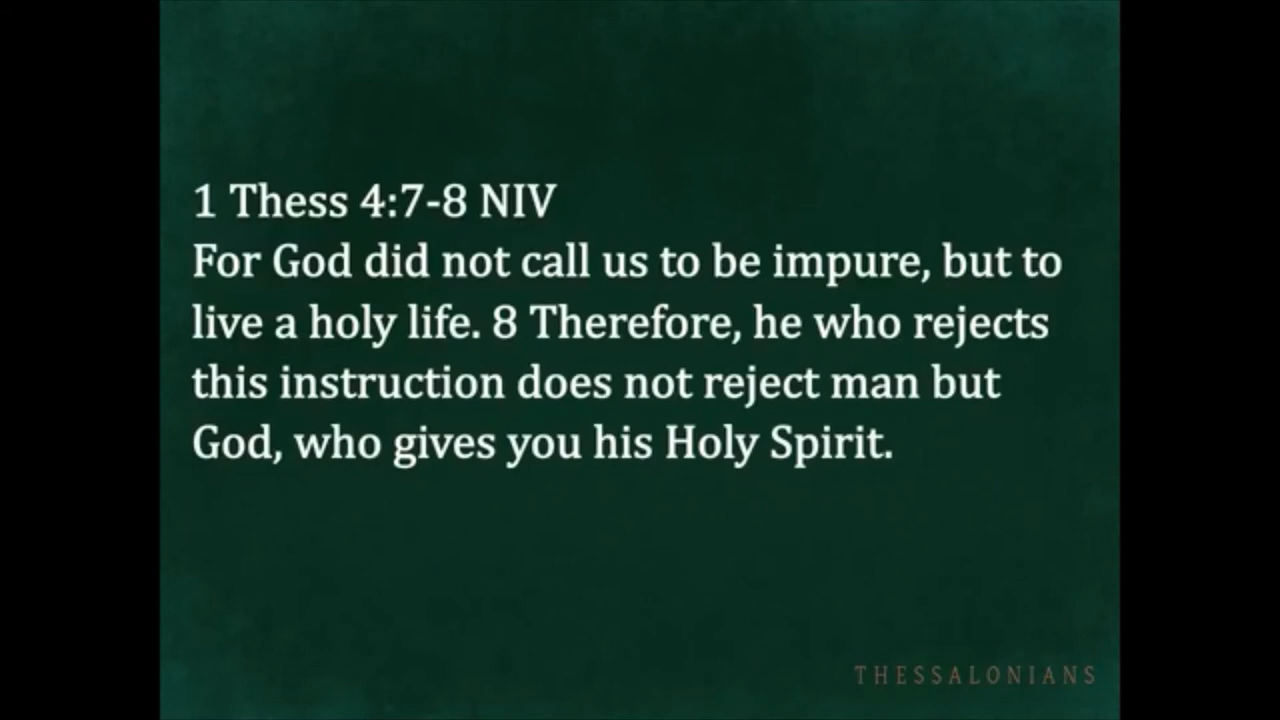 1 Thess 4:7-8 NIV
For God did not call us to be impure, but to
live a holy life. 8 Therefore, he who rejects
this instruction does not reject man but
God, who gives you his Holy Spirit.
THESSALONIANS